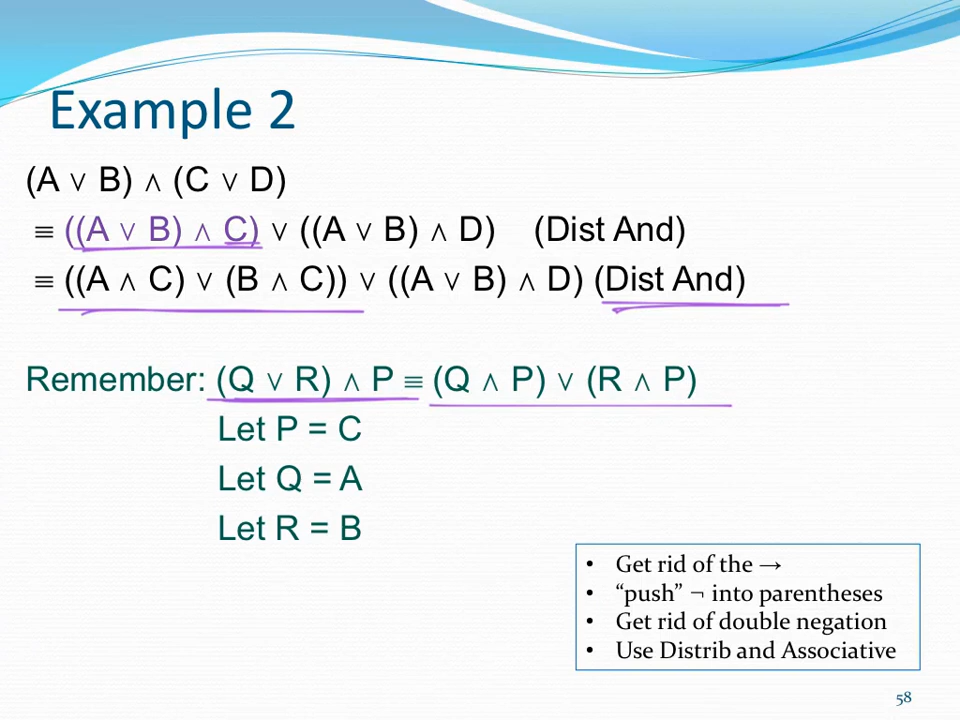 Example 2
(A ∨ B) ∧ (C ∨ D)
≡ ((A ∨ B) ∧ C) ∨ ((A ∨ B) ∧ D) (Dist And)
≡ ((A ∧ C) ∨ (B ∧ C)) ∨ ((A ∨ B) ∧ D) (Dist And)
Remember: (Q ∨ R) ∧ P ≡ (Q ∧ P) ∨ (R ∧ P)
Let P = C
Let Q = A
Let R = B
• Get rid of the →
• “push” ¬ into parentheses
• Get rid of double negation
• Use Distrib and Associative
58